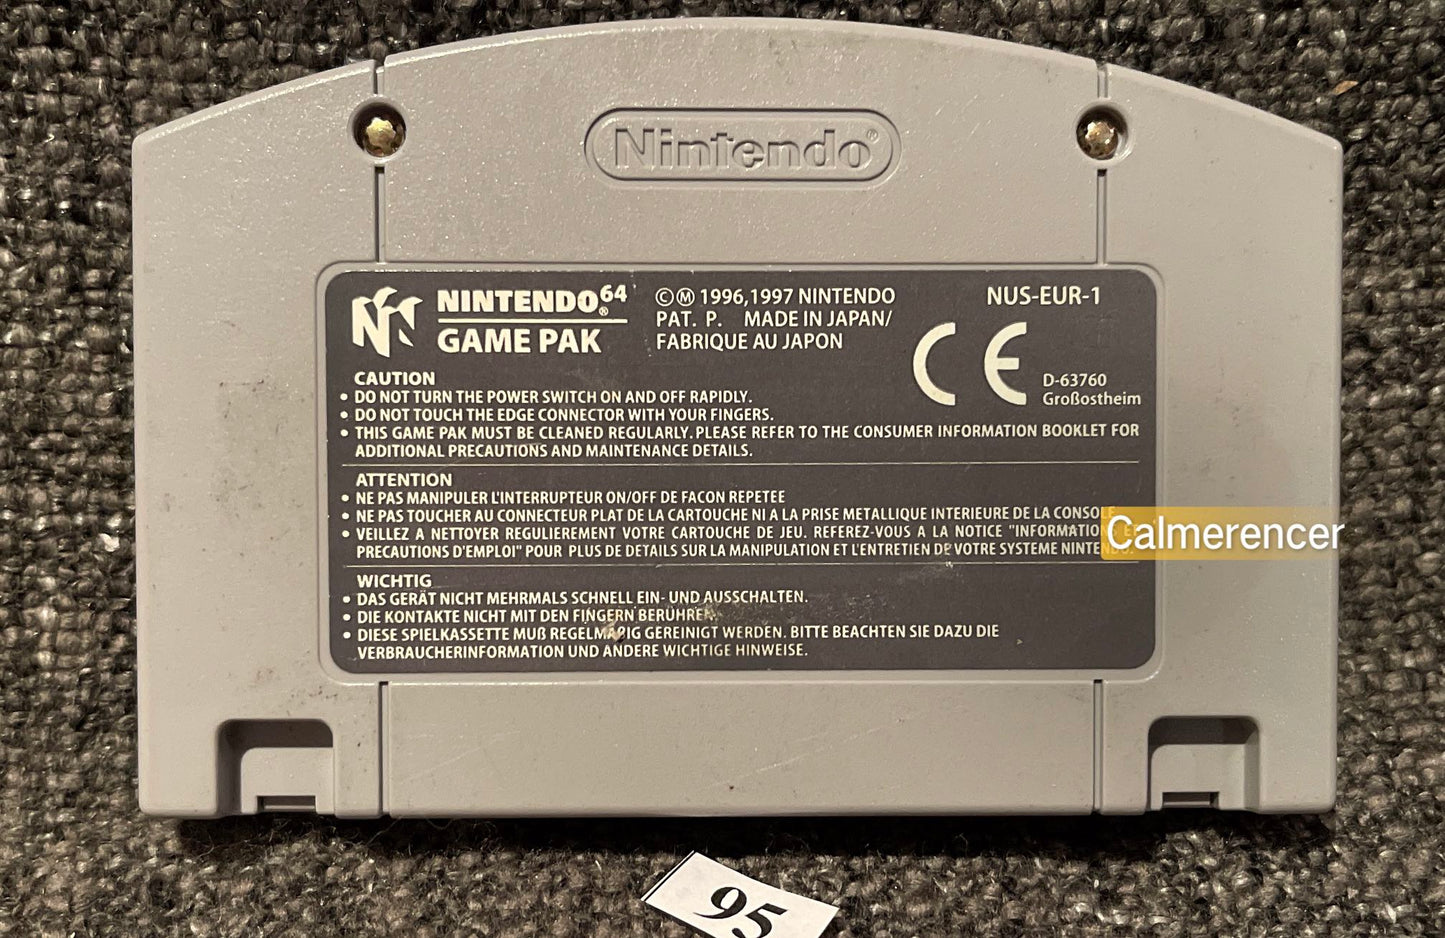 Nintendo®
NINTENDO⁶⁴®
GAME PAK
©Ⓜ 1996,1997 NINTENDO
PAT. P. MADE IN JAPAN/
FABRIQUE AU JAPON
NUS-EUR-1
CE
D-63760
Großostheim
CAUTION
• DO NOT TURN THE POWER SWITCH ON AND OFF RAPIDLY.
• DO NOT TOUCH THE EDGE CONNECTOR WITH YOUR FINGERS.
• THIS GAME PAK MUST BE CLEANED REGULARLY. PLEASE REFER TO THE CONSUMER INFORMATION BOOKLET FOR
ADDITIONAL PRECAUTIONS AND MAINTENANCE DETAILS.
ATTENTION
• NE PAS MANIPULER L'INTERRUPTEUR ON/OFF DE FACON REPETEE
• NE PAS TOUCHER AU CONNECTEUR PLAT DE LA CARTOUCHE NI A LA PRISE METALLIQUE INTERIEURE DE LA CONSOLE
• VEILLEZ A NETTOYER REGULIEREMENT VOTRE CARTOUCHE DE JEU. REFEREZ-VOUS A LA NOTICE "INFORMATION ET
PRECAUTIONS D'EMPLOI" POUR PLUS DE DETAILS SUR LA MANIPULATION ET L'ENTRETIEN DE VOTRE SYSTEME NINTENDO.
Calmerencer
WICHTIG
• DAS GERÄT NICHT MEHRMALS SCHNELL EIN- UND AUSSCHALTEN.
• DIE KONTAKTE NICHT MIT DEN FINGERN BERÜHREN.
• DIESE SPIELKASSETTE MUß REGELMÄßIG GEREINIGT WERDEN. BITTE BEACHTEN SIE DAZU DIE
VERBRAUCHERINFORMATION UND ANDERE WICHTIGE HINWEISE.
95